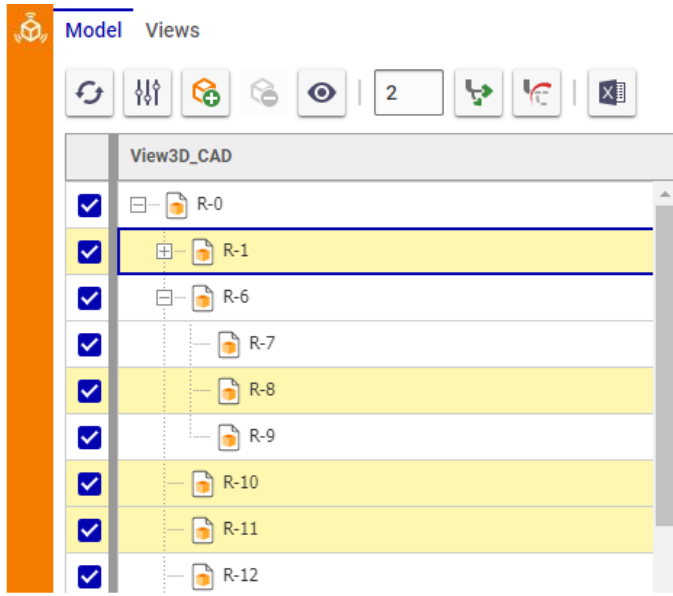 Model Views
2
View3D_CAD
R-0
R-1
R-6
R-7
R-8
R-9
R-10
R-11
R-12